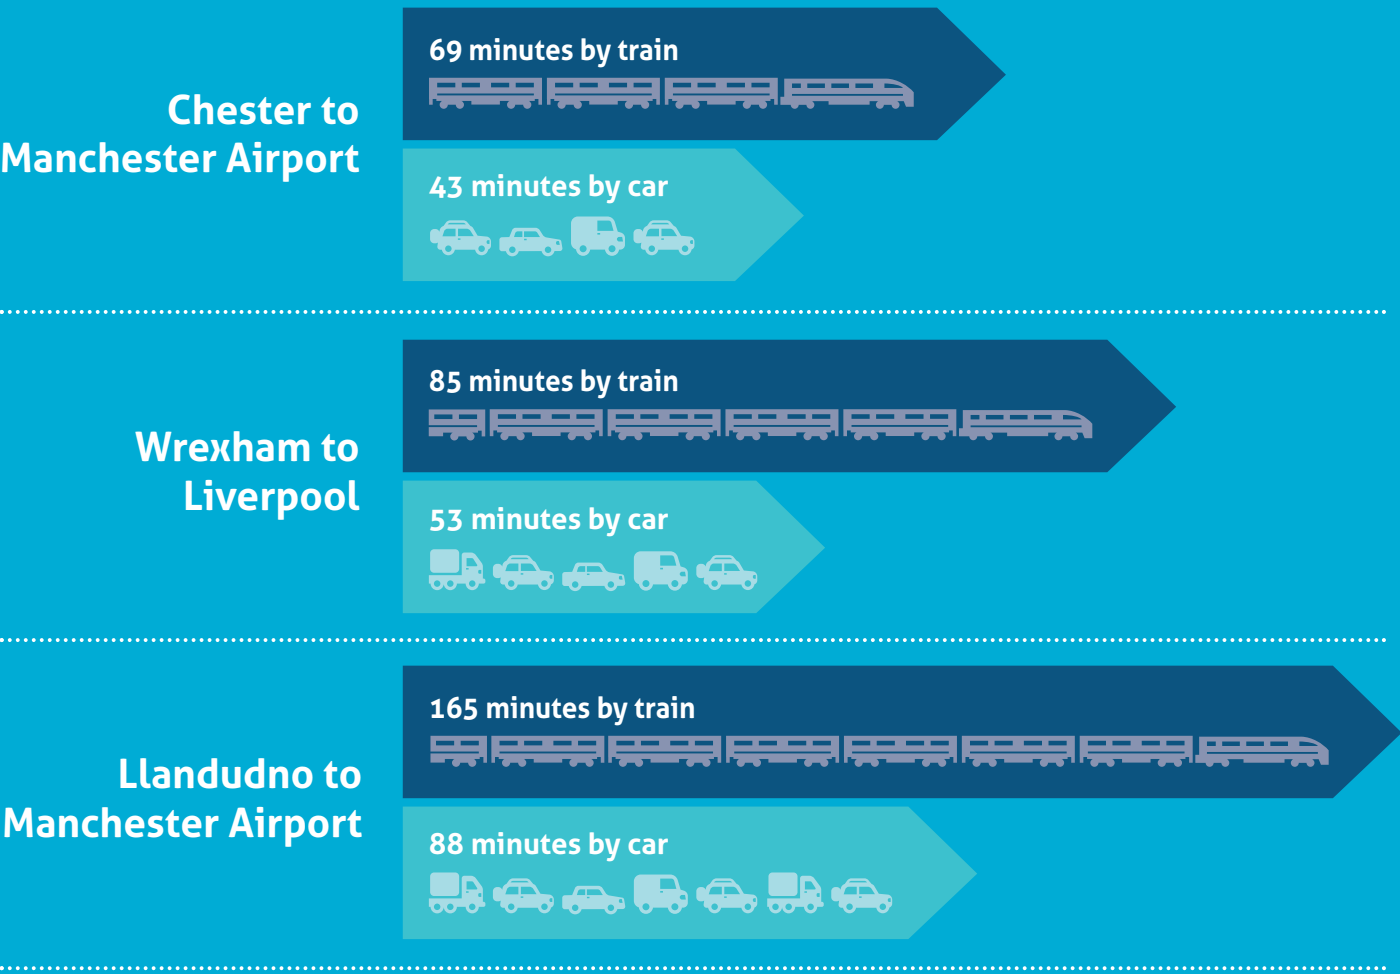 Chester to
Manchester Airport
69 minutes by train
43 minutes by car
Wrexham to
Liverpool
85 minutes by train
53 minutes by car
Llandudno to
Manchester Airport
165 minutes by train
88 minutes by car